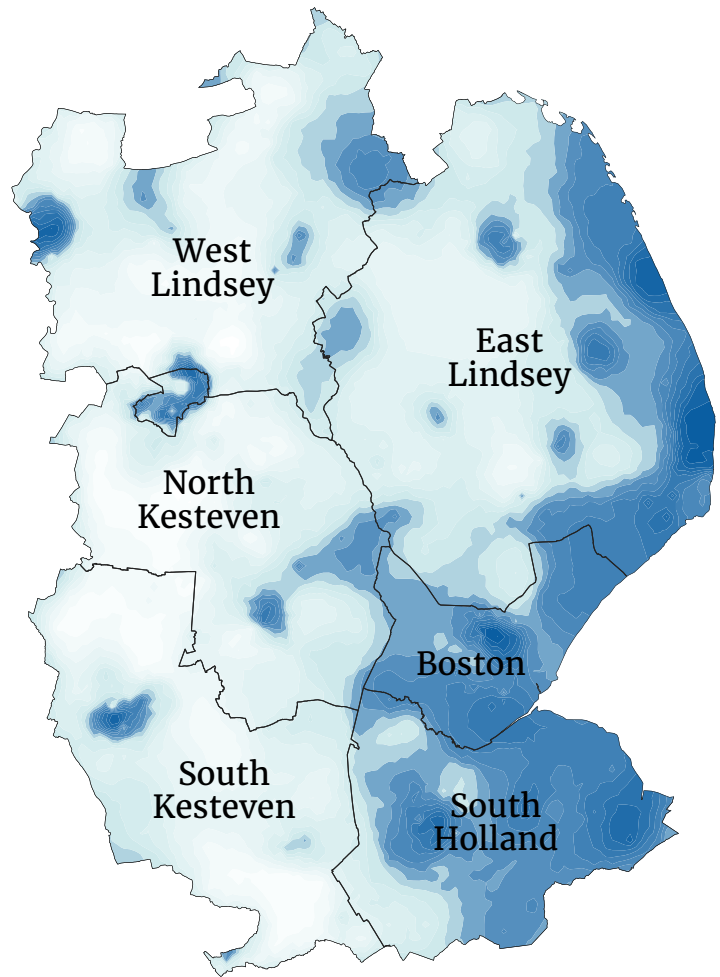 West
Lindsey
East
Lindsey
North
Kesteven
Boston
South
Kesteven
South
Holland